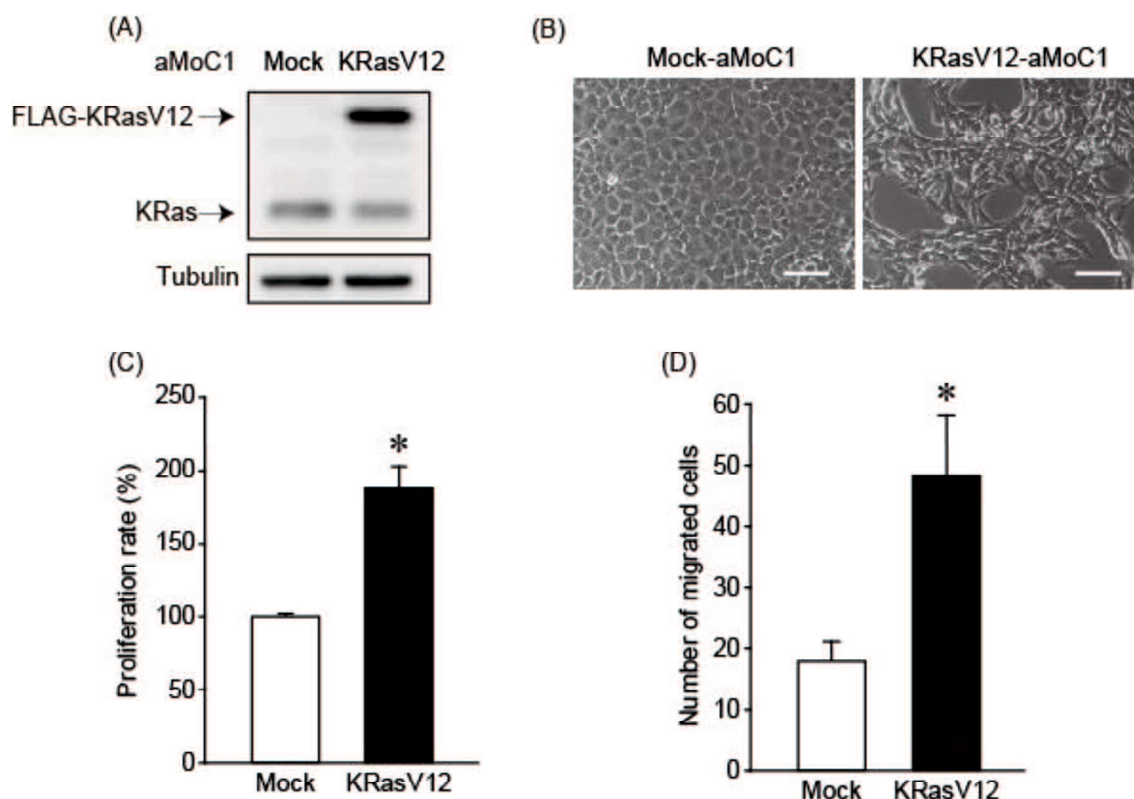 (A)
aMoC1 Mock KRasV12
FLAG-KRasV12
KRas
Tubulin
(B)
Mock-aMoC1 KRasV12-aMoC1
(C)
Proliferation rate (%)
250
200
150
100
50
0
*
Mock KRasV12
(D)
Number of migrated cells
60
50
40
30
20
10
0
*
Mock KRasV12